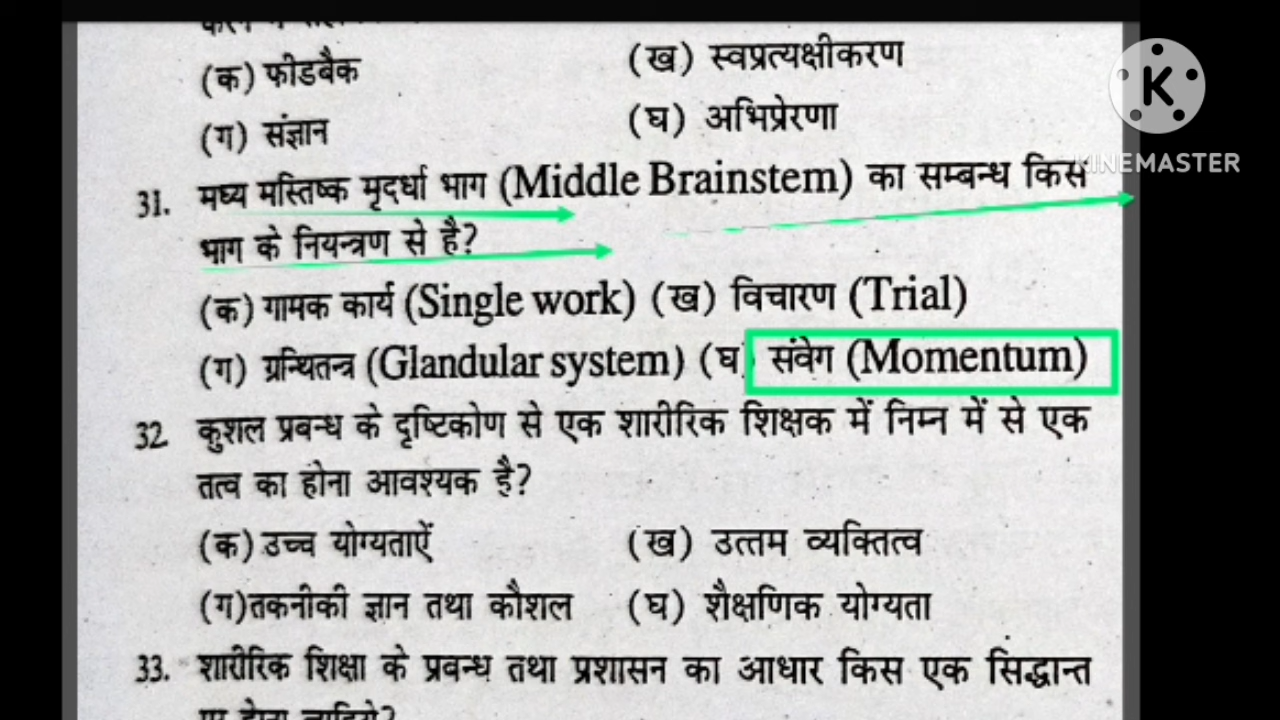 (क) फीडबैक (ख) स्वप्रत्यक्षीकरण
(ग) संज्ञान (घ) अभिप्रेरणा
K
KINEMASTER
31. मध्य मस्तिष्क मृदर्धा भाग (Middle Brainstem) का सम्बन्ध किस
भाग के नियन्त्रण से है?
(क) गामक कार्य (Single work) (ख) विचारण (Trial)
(ग) ग्रन्थितन्त्र (Glandular system) (घ) संवेग (Momentum)
32 कुशल प्रबन्ध के दृष्टिकोण से एक शारीरिक शिक्षक में निम्न में से एक
तत्व का होना आवश्यक है?
(क) उच्च योग्यताऐं (ख) उत्तम व्यक्तित्व
(ग)तकनीकी ज्ञान तथा कौशल (घ) शैक्षणिक योग्यता
33. शारीरिक शिक्षा के प्रवन्ध तथा प्रशासन का आधार किस एक सिद्धान्त